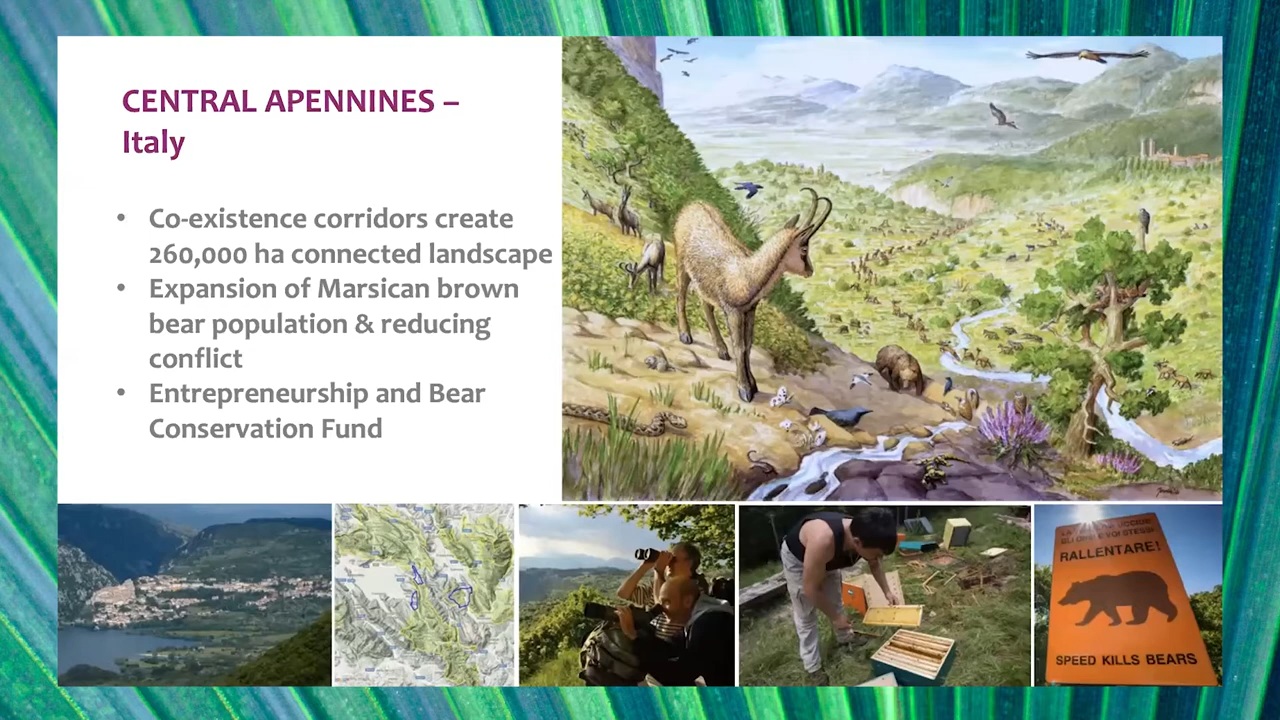 CENTRAL APENNINES –
Italy
• Co-existence corridors create
260,000 ha connected landscape
• Expansion of Marsican brown
bear population & reducing
conflict
• Entrepreneurship and Bear
Conservation Fund
RALLENTARE!
SPEED KILLS BEARS